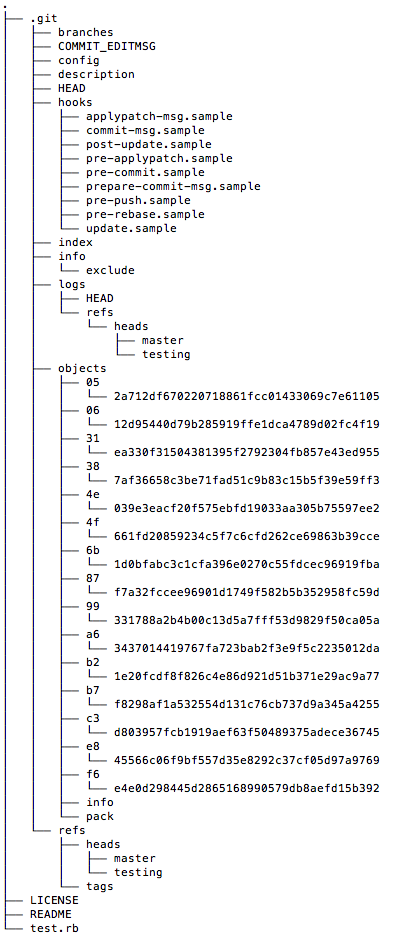 .
├── .git
│   ├── branches
│   ├── COMMIT_EDITMSG
│   ├── config
│   ├── description
│   ├── HEAD
│   ├── hooks
│   │   ├── applypatch-msg.sample
│   │   ├── commit-msg.sample
│   │   ├── post-update.sample
│   │   ├── pre-applypatch.sample
│   │   ├── pre-commit.sample
│   │   ├── prepare-commit-msg.sample
│   │   ├── pre-push.sample
│   │   ├── pre-rebase.sample
│   │   └── update.sample
│   ├── index
│   ├── info
│   │   └── exclude
│   ├── logs
│   │   ├── HEAD
│   │   └── refs
│   │       └── heads
│   │           ├── master
│   │           └── testing
│   ├── objects
│   │   ├── 05
│   │   │   └── 2a712df670220718861fcc01433069c7e61105
│   │   ├── 06
│   │   │   └── 12d95440d79b285919ffe1dca4789d02fc4f19
│   │   ├── 31
│   │   │   └── ea330f31504381395f2792304fb857e43ed955
│   │   ├── 38
│   │   │   └── 7af36658c3be71fad51c9b83c15b5f39e59ff3
│   │   ├── 4e
│   │   │   └── 039e3eacf20f575ebfd19033aa305b75597ee2
│   │   ├── 4f
│   │   │   └── 661fd20859234c5f7c6cfd262ce69863b39cce
│   │   ├── 6b
│   │   │   └── 1d0bfabc3c1cfa396e0270c55fdcec96919fba
│   │   ├── 87
│   │   │   └── f7a32fccee96901d1749f582b5b352958fc59d
│   │   ├── 99
│   │   │   └── 331788a2b4b00c13d5a7fff53d9829f50ca05a
│   │   ├── a6
│   │   │   └── 3437014419767fa723bab2f3e9f5c2235012da
│   │   ├── b2
│   │   │   └── 1e20fcdf8f826c4e86d921d51b371e29ac9a77
│   │   ├── b7
│   │   │   └── f8298af1a532554d131c76cb737d9a345a4255
│   │   ├── c3
│   │   │   └── d803957fcb1919aef63f50489375adece36745
│   │   ├── e8
│   │   │   └── 45566c06f9bf557d35e8292c37cf05d97a9769
│   │   ├── f6
│   │   │   └── e4e0d298445d2865168990579db8aefd15b392
│   │   ├── info
│   │   └── pack
│   └── refs
│       ├── heads
│       │   ├── master
│       │   └── testing
│       └── tags
├── LICENSE
├── README
└── test.rb